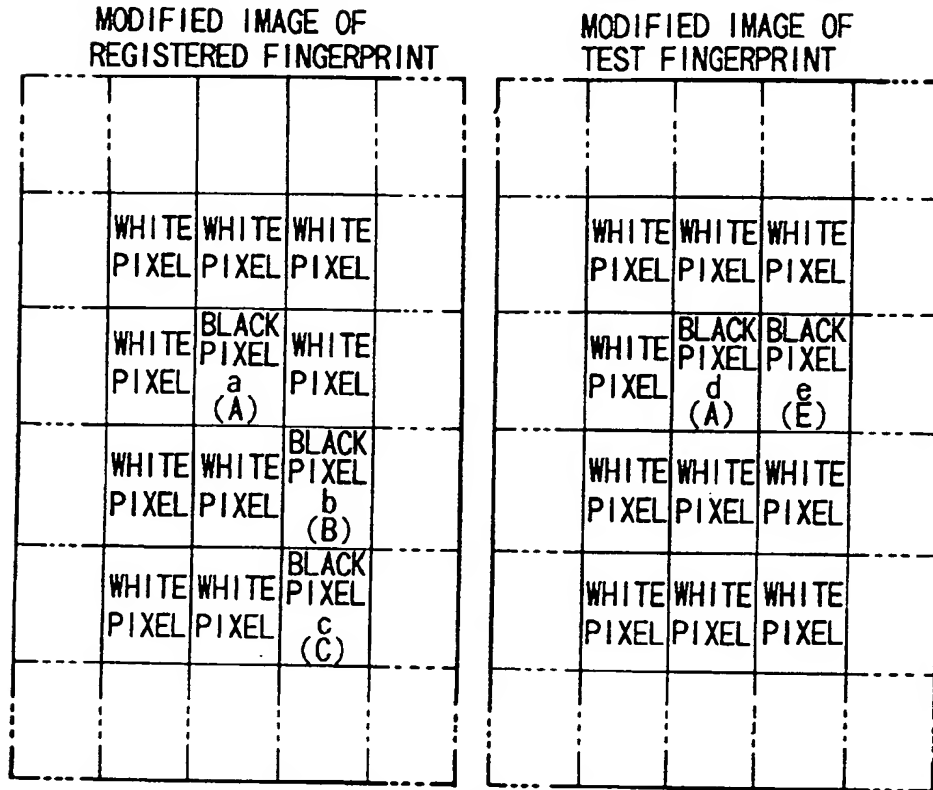 MODIFIED IMAGE OF
REGISTERED FINGERPRINT
WHITE WHITE WHITE
PIXEL PIXEL PIXEL
WHITE PIXEL
BLACK PIXEL a (A)
WHITE PIXEL
WHITE PIXEL
WHITE PIXEL
BLACK PIXEL b (B)
WHITE PIXEL
WHITE PIXEL
BLACK PIXEL c (C)
MODIFIED IMAGE OF
TEST FINGERPRINT
WHITE WHITE WHITE
PIXEL PIXEL PIXEL
WHITE PIXEL
BLACK PIXEL d (A)
BLACK PIXEL e (E)
WHITE WHITE WHITE
PIXEL PIXEL PIXEL
WHITE WHITE WHITE
PIXEL PIXEL PIXEL